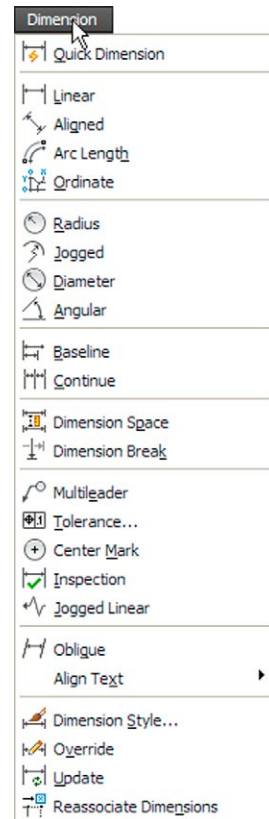 Dimension
Quick Dimension
Linear
Aligned
Arc Length
Ordinate
Radius
Jogged
Diameter
Angular
Baseline
Continue
Dimension Space
Dimension Break
Multileader
Tolerance...
Center Mark
Inspection
Jogged Linear
Oblique
Align Text
Dimension Style...
Override
Update
Reassociate Dimensions